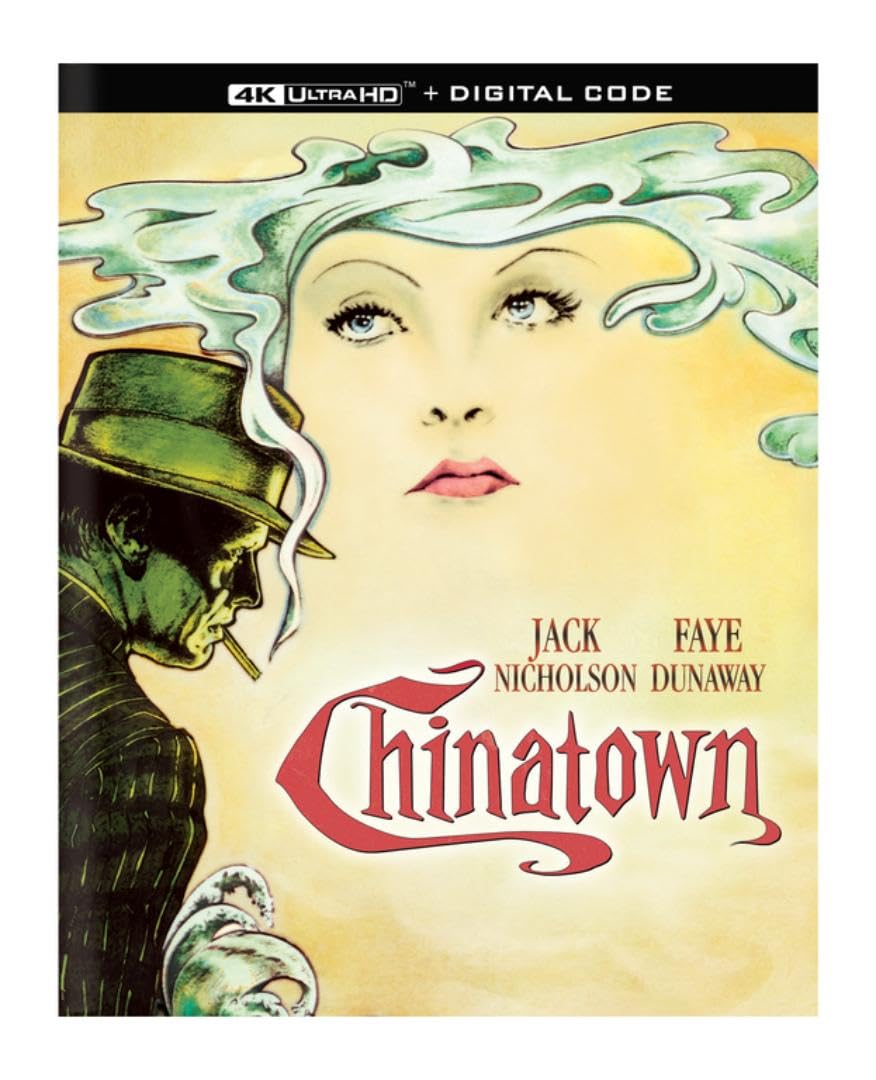 4K ULTRA HD™ + DIGITAL CODE
JACK FAYE
NICHOLSON DUNAWAY
Chinatown